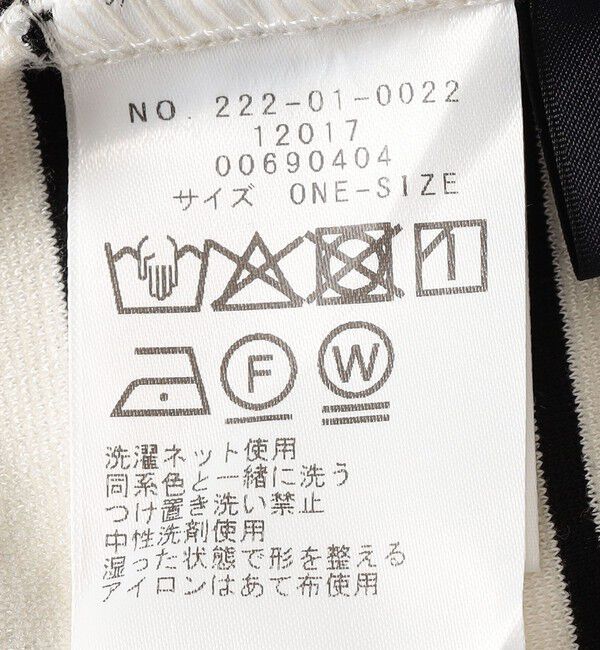 NO. 222-01-0022
12017
00690404
サイズ ONE-SIZE
F W
洗濯ネット使用
同系色と一緒に洗う
つけ置き洗い禁止
中性洗剤使用
湿った状態で形を整える
アイロンはあて布使用